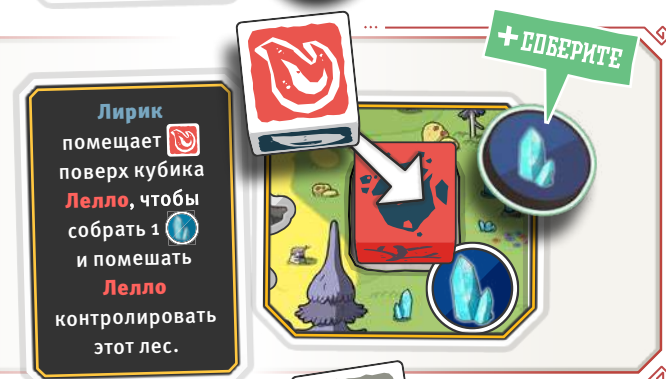 +СОБЕРИТЕ
Лирик
помещает
поверх кубика
Лелло, чтобы
собрать 1
и помешать
Лелло
контролировать
этот лес.